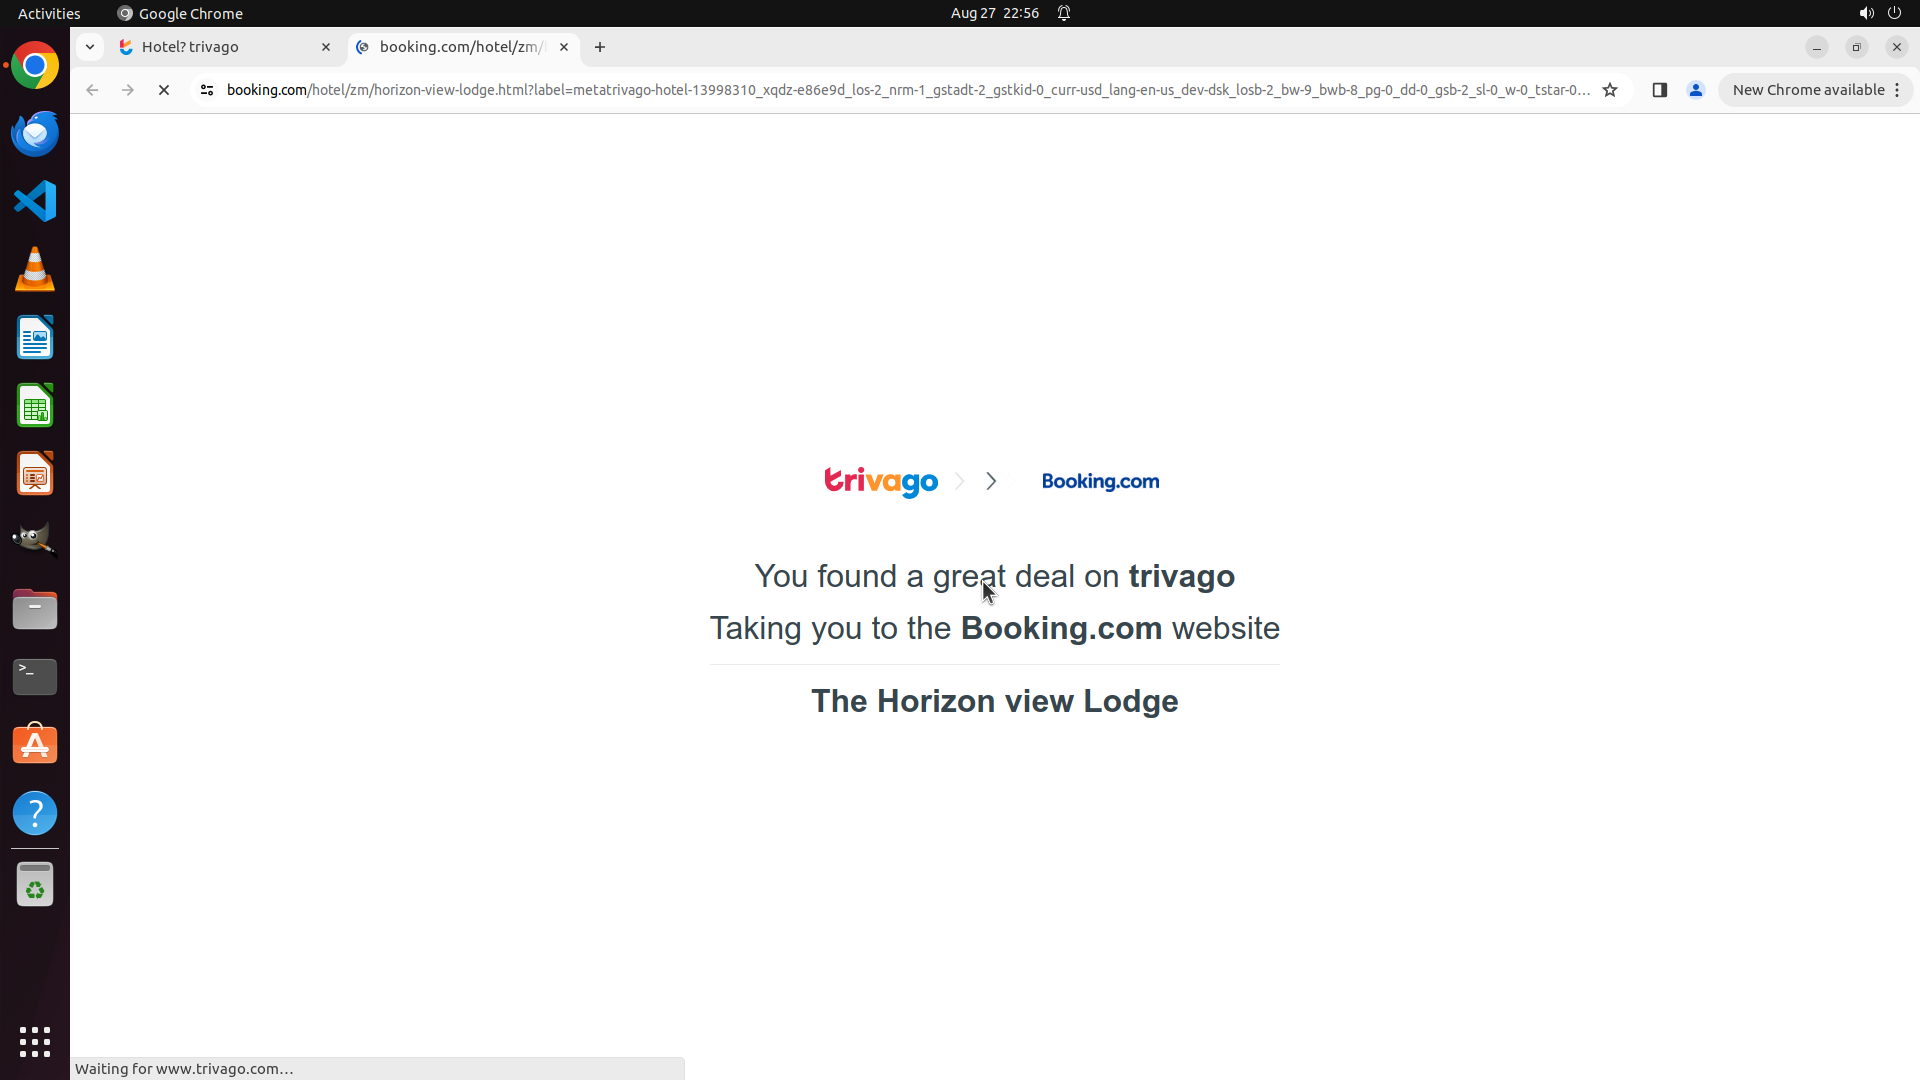 Activities
Google Chrome
Aug 27 22:56
Hotel? trivago
booking.com/hotel/zm/
booking.com/hotel/zm/horizon-view-lodge.html?label=metatrivago-hotel-13998310_xqdz-e86e9d_los-2_nrm-1_gstadt-2_gstkid-0_curr-usd_lang-en-us_dev-dsk_losb-2_bw-9_bwb-8_pg-0_dd-0_gsb-2_sl-0_w-0_tstar-0...
New Chrome available
trivago
Booking.com
You found a great deal on trivago
Taking you to the Booking.com website
The Horizon view Lodge
Waiting for www.trivago.com...